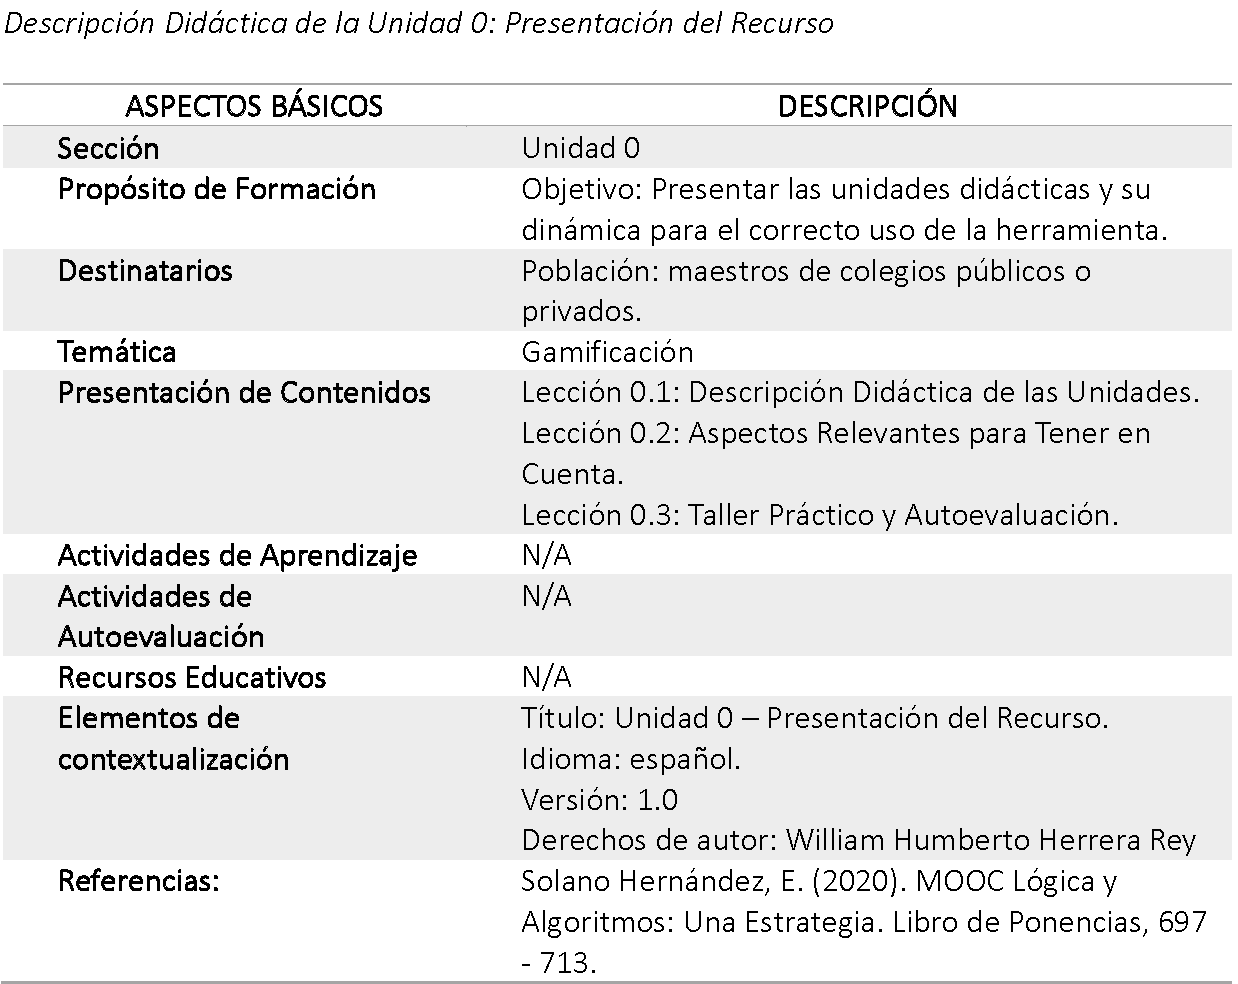 Descripción Didáctica de la Unidad 0: Presentación del Recurso
ASPECTOS BÁSICOS DESCRIPCIÓN
Sección Unidad 0
Propósito de Formación Objetivo: Presentar las unidades didácticas y su
dinámica para el correcto uso de la herramienta.
Destinatarios Población: maestros de colegios públicos o
privados.
Temática Gamificación
Presentación de Contenidos Lección 0.1: Descripción Didáctica de las Unidades.
Lección 0.2: Aspectos Relevantes para Tener en
Cuenta.
Lección 0.3: Taller Práctico y Autoevaluación.
Actividades de Aprendizaje N/A
Actividades de N/A
Autoevaluación
Recursos Educativos N/A
Elementos de Título: Unidad 0 – Presentación del Recurso.
contextualización Idioma: español.
Versión: 1.0
Derechos de autor: William Humberto Herrera Rey
Referencias: Solano Hernández, E. (2020). MOOC Lógica y
Algoritmos: Una Estrategia. Libro de Ponencias, 697
- 713.